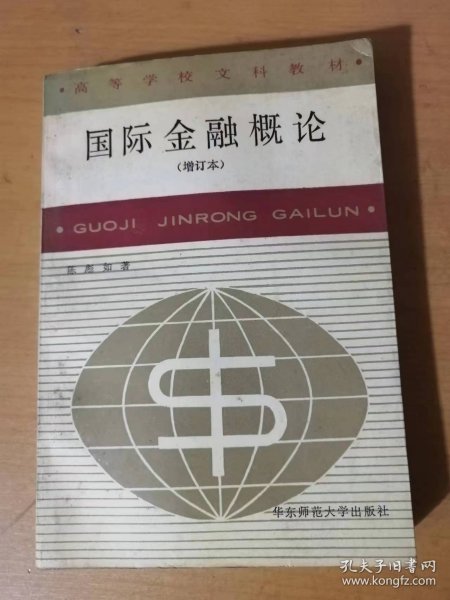 ·高等学校文科教材·
国际金融概论
(增订本)
·GUOJI JINRONG GAILUN·
陈彪如著
华东师范大学出版社
孔夫子旧书网
www.kongfz.com